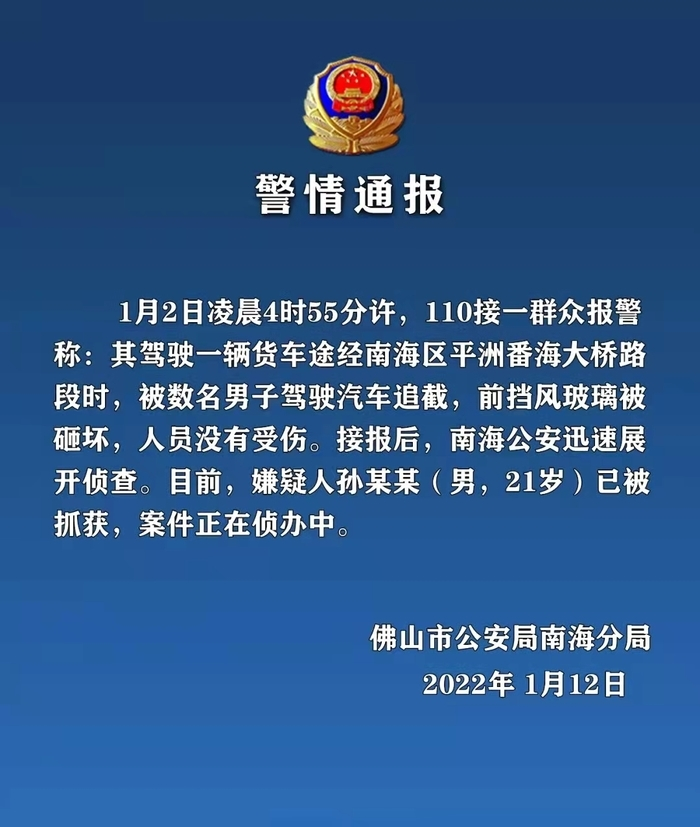 警情通报
1月2日凌晨4时55分许，110接一群众报警
称：其驾驶一辆货车途经南海区平洲番海大桥路
段时，被数名男子驾驶汽车追截，前挡风玻璃被
砸坏，人员没有受伤。接报后，南海公安迅速展
开侦查。目前，嫌疑人孙某某（男，21岁）已被
抓获，案件正在侦办中。
佛山市公安局南海分局
2022年 1月12日